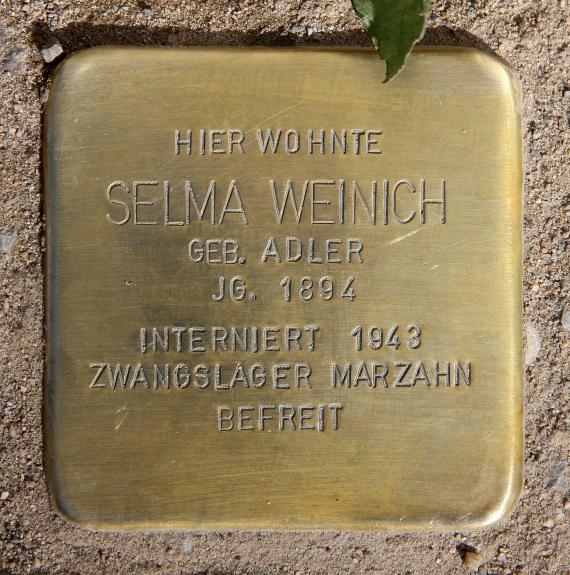 HIER WOHNTE
SELMA WEINICH
GEB. ADLER
JG. 1894
INTERNIERT 1943
ZWANGSLAGER MARZAHN
BEFREIT